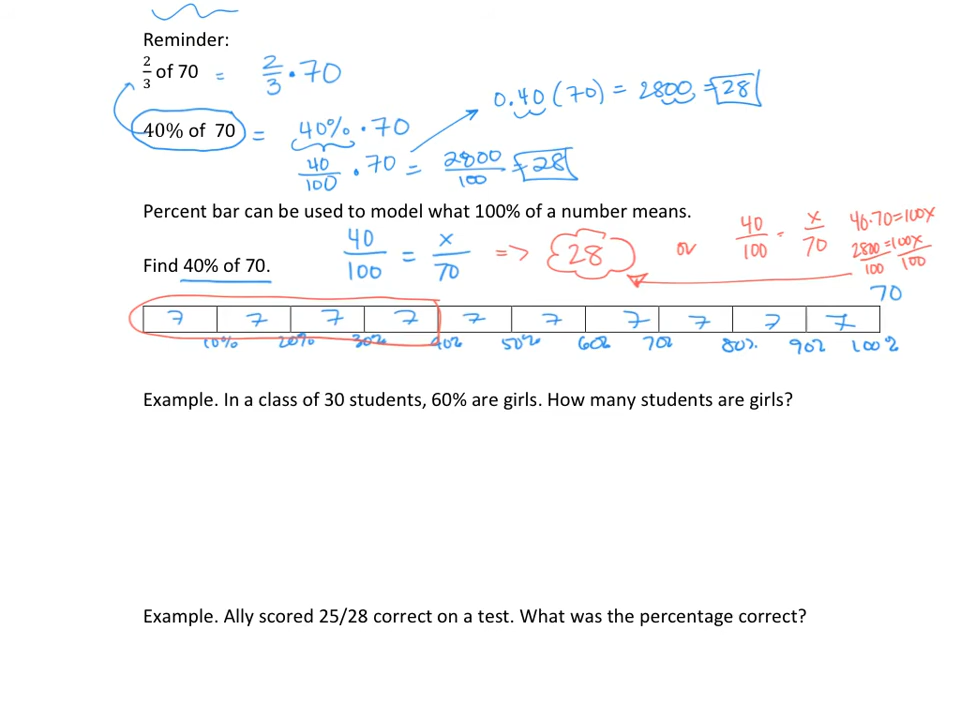 Reminder:
2/3 of 70 = 2/3 · 70
0.40 (70) = 2800 = 28
40% of 70 = 40% · 70
40/100 · 70 = 2800/100 = 28
Percent bar can be used to model what 100% of a number means.
Find 40% of 70.
40/100 = x/70 => 28 or 40/100 = x/70
40·70=100x
2800/100 = 100x/100
70
7 7 7 7 7 7 7 7 7 7
10% 20% 30% 40% 50% 60% 70% 80% 90% 100%
Example. In a class of 30 students, 60% are girls. How many students are girls?
Example. Ally scored 25/28 correct on a test. What was the percentage correct?